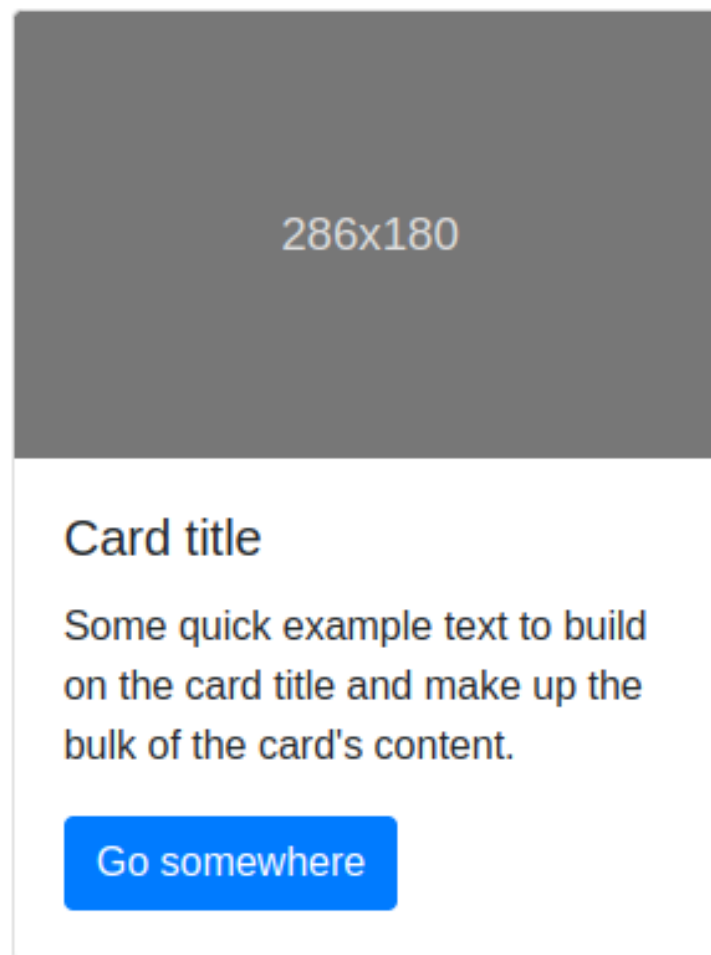 286x180
Card title
Some quick example text to build
on the card title and make up the
bulk of the card's content.
Go somewhere